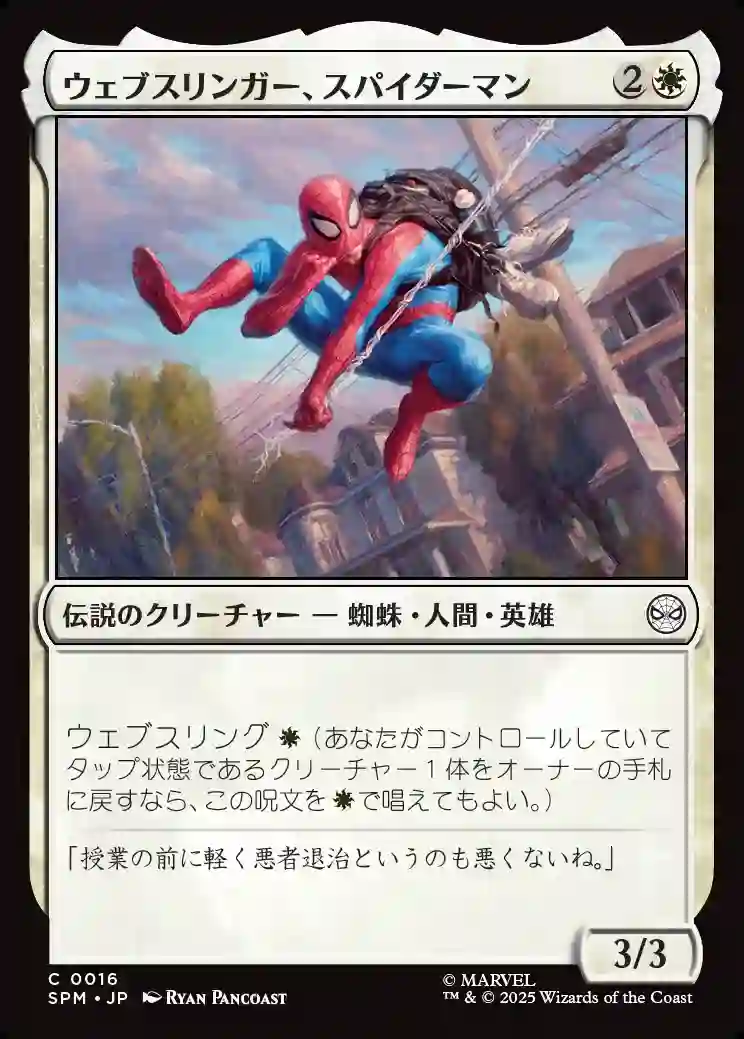 ウェブスリンガー、スパイダーマン 2
伝説のクリーチャー — 蜘蛛・人間・英雄
ウェブスリング（あなたがコントロールしていて
タップ状態であるクリーチャー１体をオーナーの手札
に戻すなら、この呪文をで唱えてもよい。）
「授業の前に軽く悪者退治というのも悪くないね。」
3/3
C 0016
SPM • JP RYAN PANCOAST
© MARVEL
™ & © 2025 Wizards of the Coast